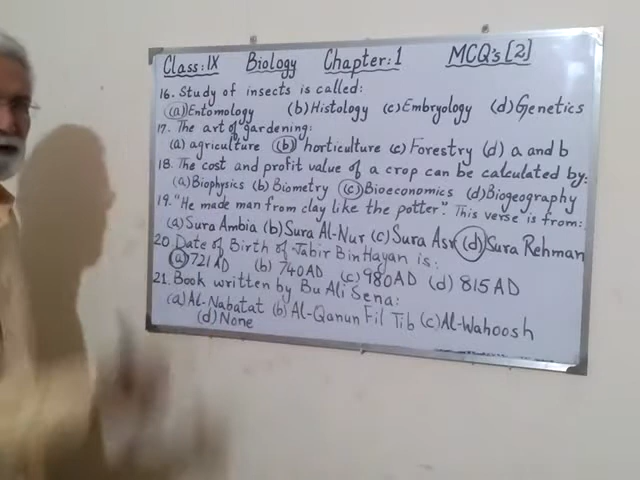 Class: IX Biology Chapter: 1 MCQ's [2]
16. Study of insects is called:
(a) Entomology (b) Histology (c) Embryology (d) Genetics
17. The art of gardening:
(a) agriculture (b) horticulture (c) Forestry (d) a and b
18. The cost and profit value of a crop can be calculated by:
(a) Biophysics (b) Biometry (c) Bioeconomics (d) Biogeography
19. "He made man from clay like the potter". This verse is from:
(a) Sura Ambia (b) Sura Al-Nur (c) Sura Asr (d) Sura Rehman
20. Date of Birth of Jabir Bin Hayan is:
(a) 721 AD (b) 740 AD (c) 980 AD (d) 815 AD
21. Book written by Bu Ali Sena:
(a) Al-Nabatat (b) Al-Qanun Fil Tib (c) Al-Wahoosh
(d) None